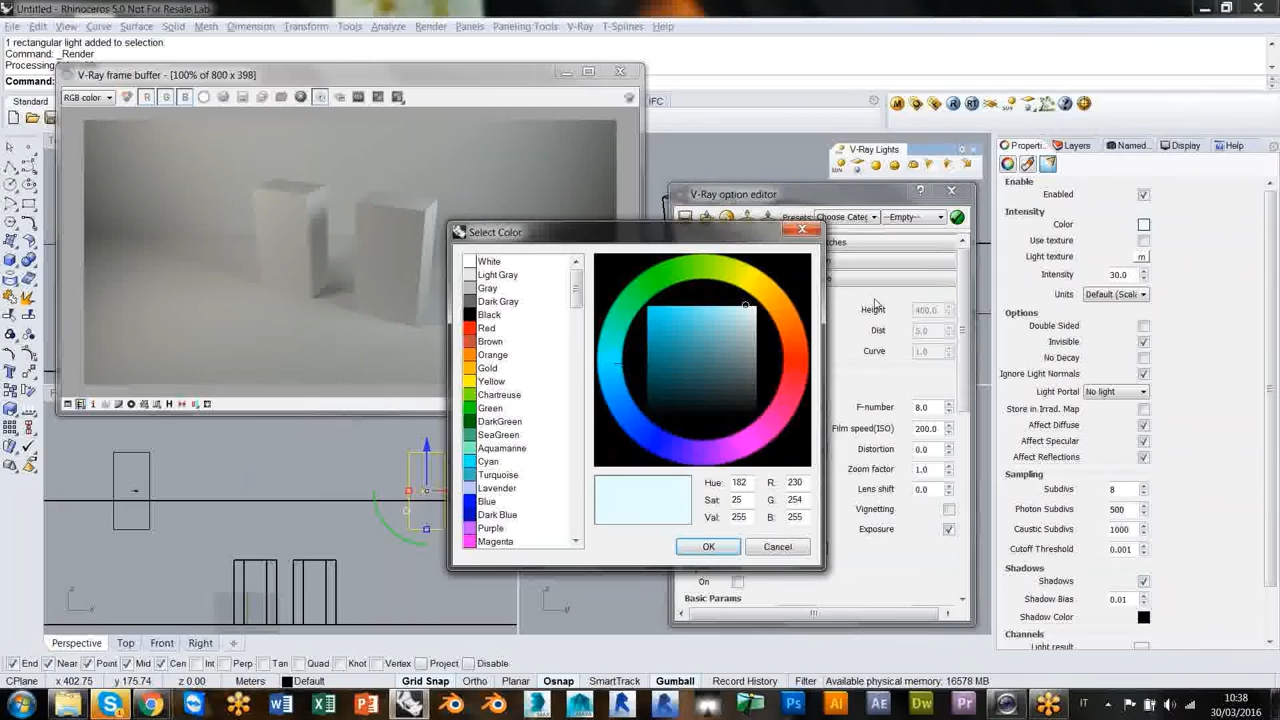 Untitled - Rhinoceros 5.0 Not For Resale Lab
File Edit View Curve Surface Solid Mesh Dimension Transform Tools Analyze Render Panels Paneling Tools V-Ray T-Splines Help
1 rectangular light added to selection.
Command: _Render
Command:
V-Ray frame buffer - [100% of 800 x 398]
RGB color
R G B
Standard
IFC
V-Ray Lights
V-Ray option editor
Presets: Choose Categ --Empty--
Height 400.0
Dist 5.0
Curve 1.0
F-number 8.0
Film speed(ISO) 200.0
Distortion 0.0
Zoom factor 1.0
Lens shift 0.0
Vignetting
Exposure
On
Basic Params
Select Color
White
Light Gray
Gray
Dark Gray
Black
Red
Brown
Orange
Gold
Yellow
Chartreuse
Green
DarkGreen
SeaGreen
Aquamarine
Cyan
Turquoise
Lavender
Blue
Dark Blue
Purple
Magenta
Hue: 182 R: 230
Sat: 25 G: 254
Val: 255 B: 255
OK Cancel
Properti... Layers Named... Display Help
Enable
Enabled
Intensity
Color
Use texture
Light texture m
Intensity 30.0
Units Default (Scala
Options
Double Sided
Invisible
No Decay
Ignore Light Normals
Light Portal No light
Store in Irrad. Map
Affect Diffuse
Affect Specular
Affect Reflections
Sampling
Subdivs 8
Photon Subdivs 500
Caustic Subdivs 1000
Cutoff Threshold 0.001
Shadows
Shadows
Shadow Bias 0.01
Shadow Color
Channels
Light result
Perspective Top Front Right
End Near Point Mid Cen Int Perp Tan Quad Knot Vertex Project Disable
CPlane x 402.75 y 175.74 z 0.00 Meters Default Grid Snap Ortho Planar Osnap SmartTrack Gumball Record History Filter Available physical memory: 16578 MB
IT 10:38
30/03/2016